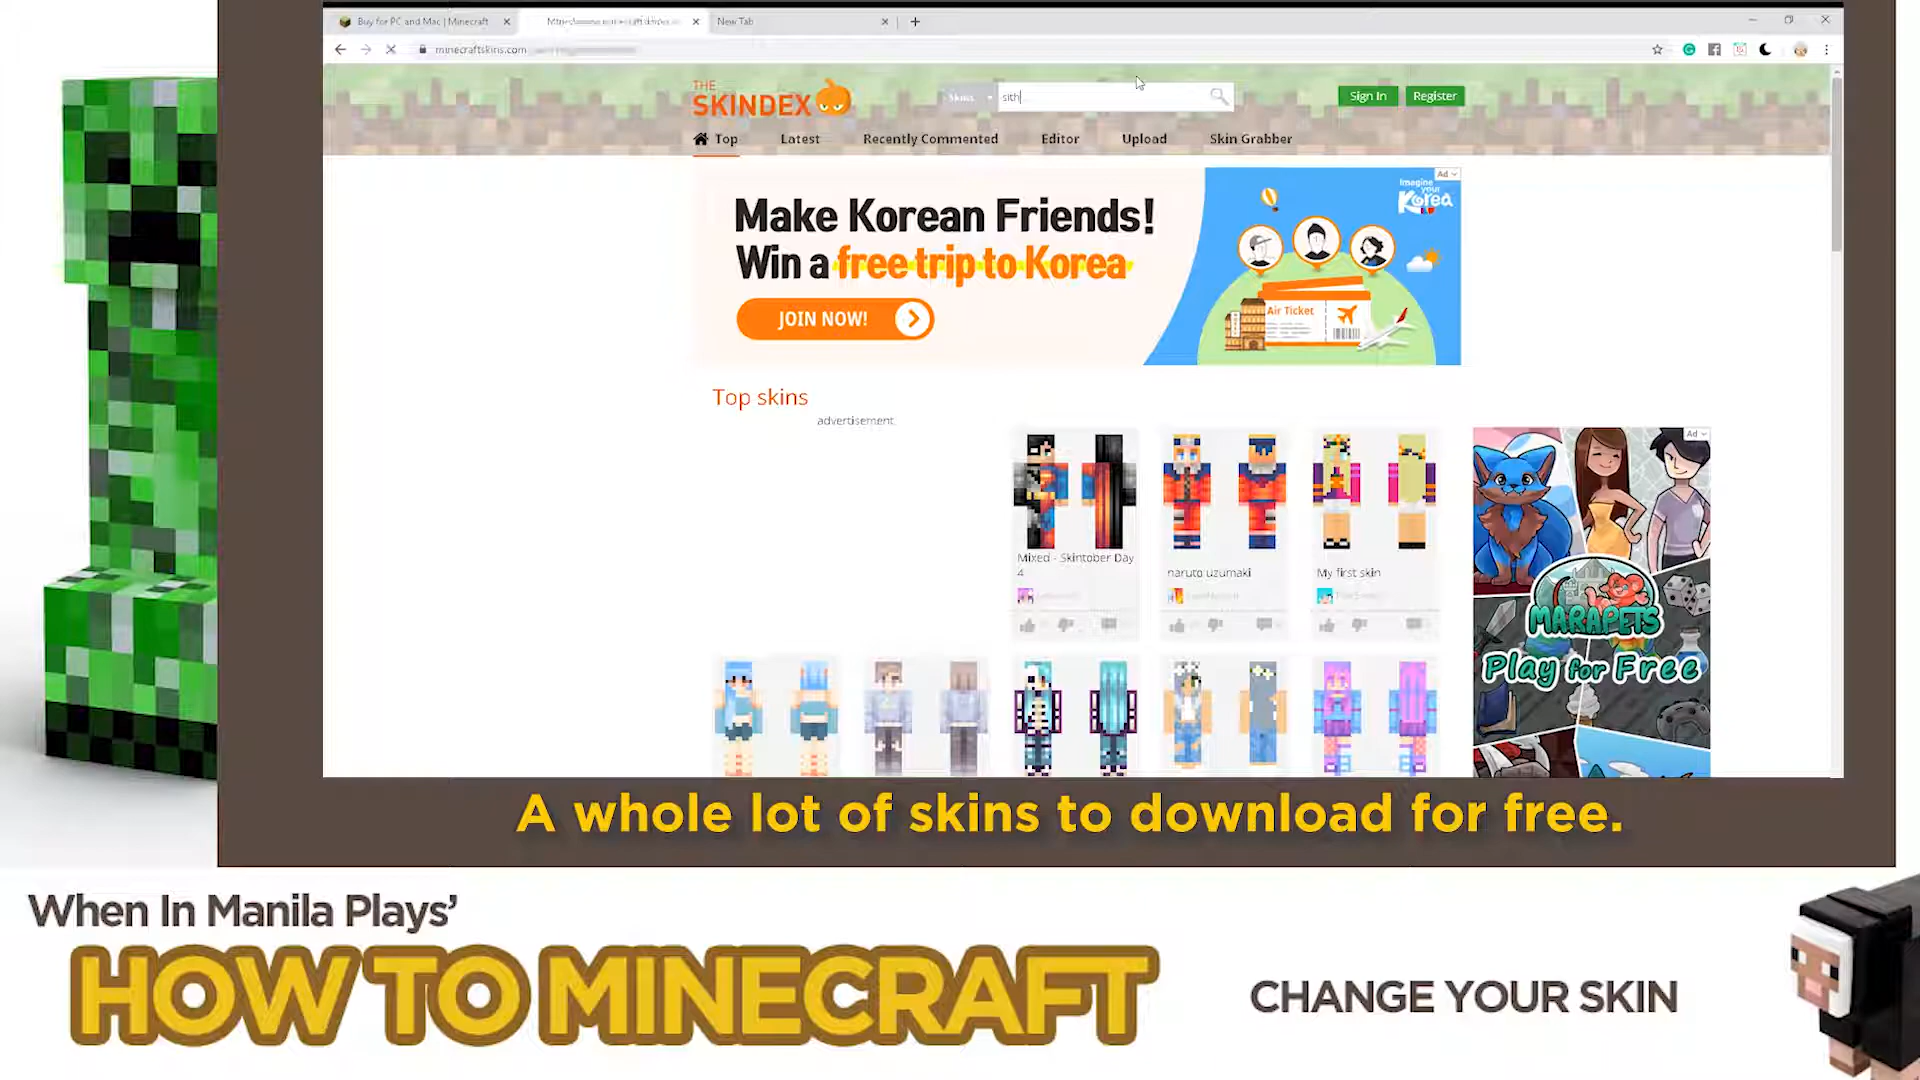 Buy for PC and Mac | Minecraft
New Tab
minecraftskins.com
THE
SKINDEX
Skins
sith
Sign In
Register
Top
Latest
Recently Commented
Editor
Upload
Skin Grabber
Ad
Make Korean Friends!
Win a free trip to Korea
JOIN NOW!
imagine
your
Korea
Air Ticket
Top skins
advertisement
Mixed - Skintober Day
4
naruto uzumaki
My first skin
Ad
MARAPETS
Play for Free
A whole lot of skins to download for free.
When In Manila Plays'
HOW TO MINECRAFT
CHANGE YOUR SKIN